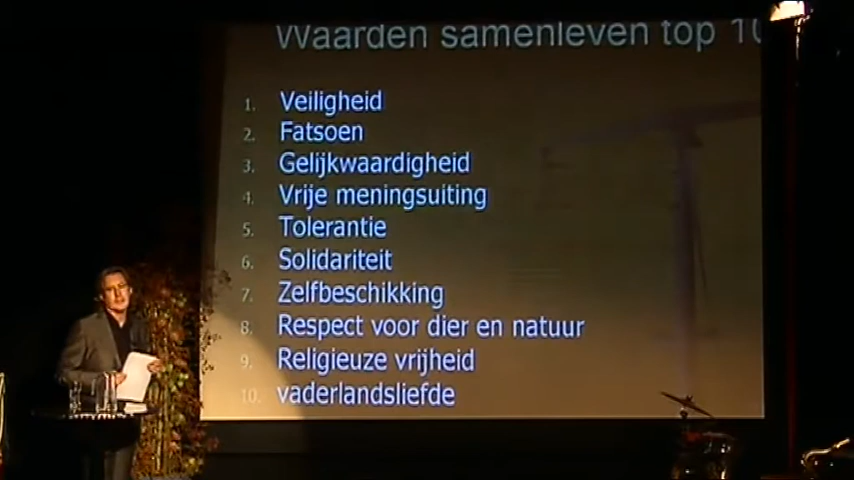 Waarden samenleven top 10
1. Veiligheid
2. Fatsoen
3. Gelijkwaardigheid
4. Vrije meningsuiting
5. Tolerantie
6. Solidariteit
7. Zelfbeschikking
8. Respect voor dier en natuur
9. Religieuze vrijheid
10. vaderlandsliefde